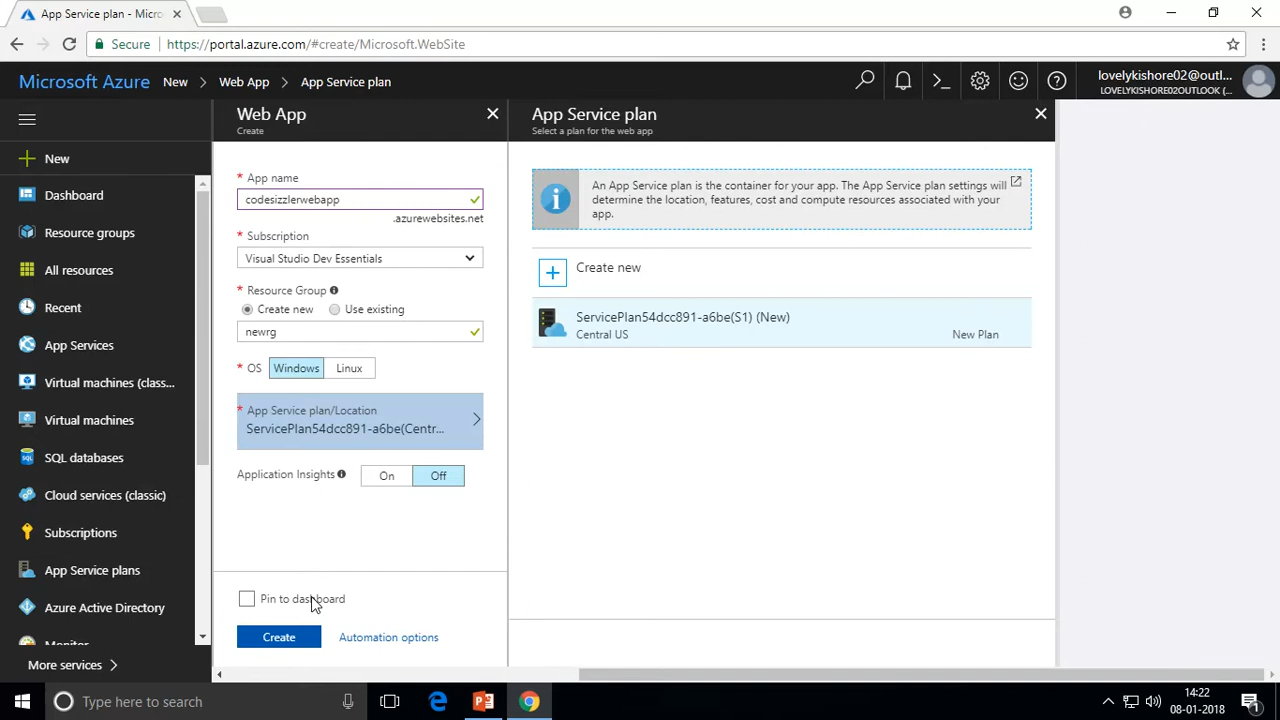 App Service plan - Micro
Secure
https://portal.azure.com/#create/Microsoft.WebSite
Microsoft Azure New > Web App > App Service plan
lovelykishore02@outl...
LOVELYKISHORE02OUTLOOK (...
New
Dashboard
Resource groups
All resources
Recent
App Services
Virtual machines (class...
Virtual machines
SQL databases
Cloud services (classic)
Subscriptions
App Service plans
Azure Active Directory
Monitor
More services >
Web App
Create
* App name
codesizzlerwebapp
.azurewebsites.net
* Subscription
Visual Studio Dev Essentials
* Resource Group
Create new Use existing
newrg
* OS Windows Linux
* App Service plan/Location
ServicePlan54dcc891-a6be(Centr...
Application Insights On Off
Pin to dashboard
Create Automation options
App Service plan
Select a plan for the web app
An App Service plan is the container for your app. The App Service plan settings will
determine the location, features, cost and compute resources associated with your
app.
Create new
ServicePlan54dcc891-a6be(S1) (New)
Central US New Plan
Type here to search
14:22
08-01-2018
1